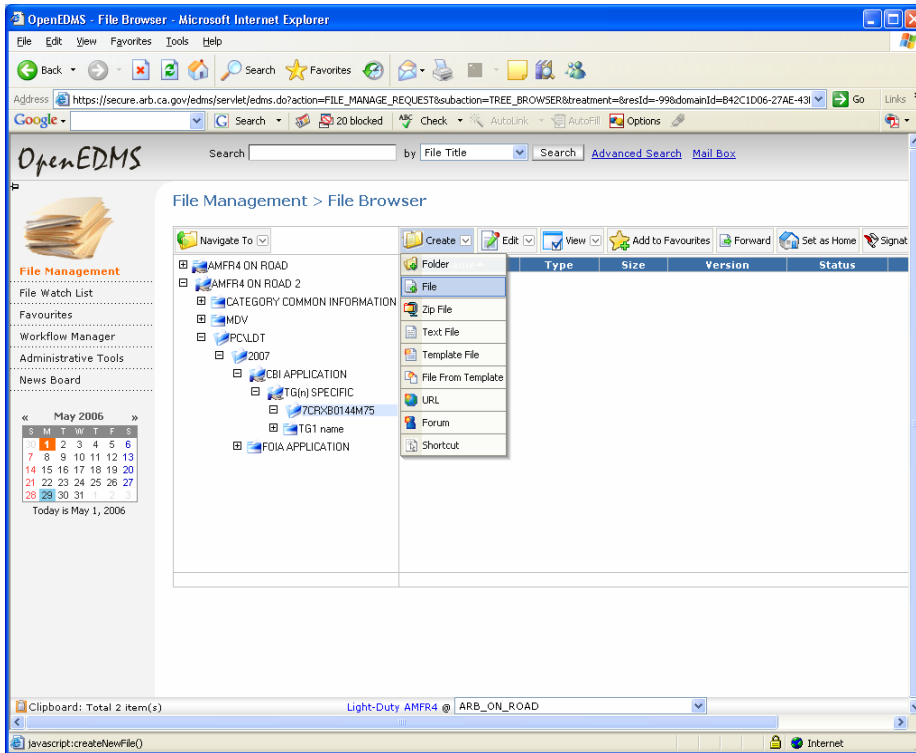 OpenEDMS - File Browser - Microsoft Internet Explorer
File Edit View Favorites Tools Help
Back Search Favorites
Address https://secure.arb.ca.gov/edms/servlet/edms.do?action=FILE_MANAGE_REQUEST&subaction=TREE_BROWSER&treatment=&resId=-99&domainId=B42C1D06-27AE-43 Go Links
Google Search 20 blocked Check AutoLink AutoFill Options
OpenEDMS
Search by File Title Search Advanced Search Mail Box
File Management > File Browser
Navigate To
Create Edit View Add to Favourites Forward Set as Home Signat
Type Size Version Status
File Management
File Watch List
Favourites
Workflow Manager
Administrative Tools
News Board
« May 2006 »
S M T W T F S
30 1 2 3 4 5 6
7 8 9 10 11 12 13
14 15 16 17 18 19 20
21 22 23 24 25 26 27
28 29 30 31 1 2 3
Today is May 1, 2006
AMFR4 ON ROAD
AMFR4 ON ROAD 2
CATEGORY COMMON INFORMATION
MDV
PC\LDT
2007
CBI APPLICATION
TG(n) SPECIFIC
7CRXB0144M75
TG1 name
FOIA APPLICATION
Folder
File
Zip File
Text File
Template File
File From Template
URL
Forum
Shortcut
Clipboard: Total 2 item(s)
Light-Duty AMFR4 @ ARB_ON_ROAD
javascript:createNewFile()
Internet